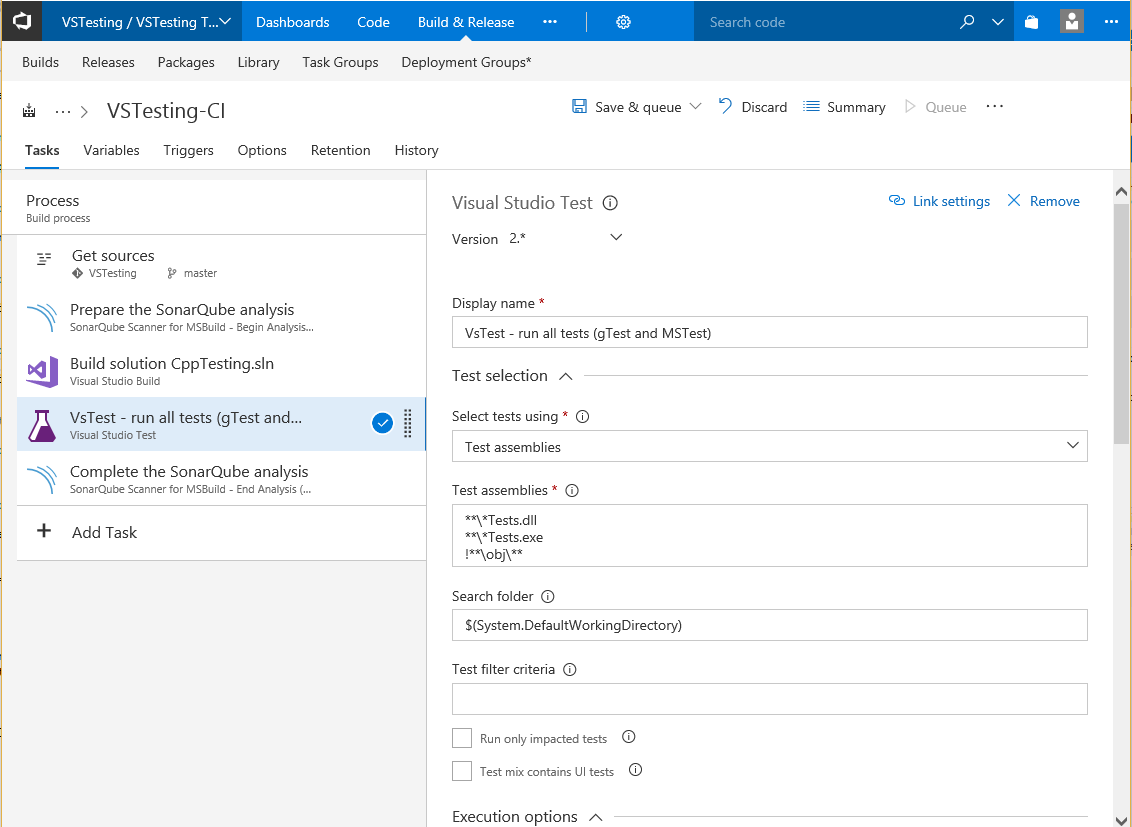 VSTesting / VSTesting T... Dashboards Code Build & Release ... Search code ...
Builds Releases Packages Library Task Groups Deployment Groups*
... > VSTesting-CI Save & queue Discard Summary Queue ...
Tasks Variables Triggers Options Retention History
Process
Build process
Get sources
VSTesting master
Prepare the SonarQube analysis
SonarQube Scanner for MSBuild - Begin Analysis...
Build solution CppTesting.sln
Visual Studio Build
VsTest - run all tests (gTest and...
Visual Studio Test
Complete the SonarQube analysis
SonarQube Scanner for MSBuild - End Analysis (...
+ Add Task
Visual Studio Test Link settings Remove
Version 2.*
Display name *
VsTest - run all tests (gTest and MSTest)
Test selection
Select tests using *
Test assemblies
Test assemblies *
**\*Tests.dll
**\*Tests.exe
!**\obj\**
Search folder
$(System.DefaultWorkingDirectory)
Test filter criteria
Run only impacted tests
Test mix contains UI tests
Execution options